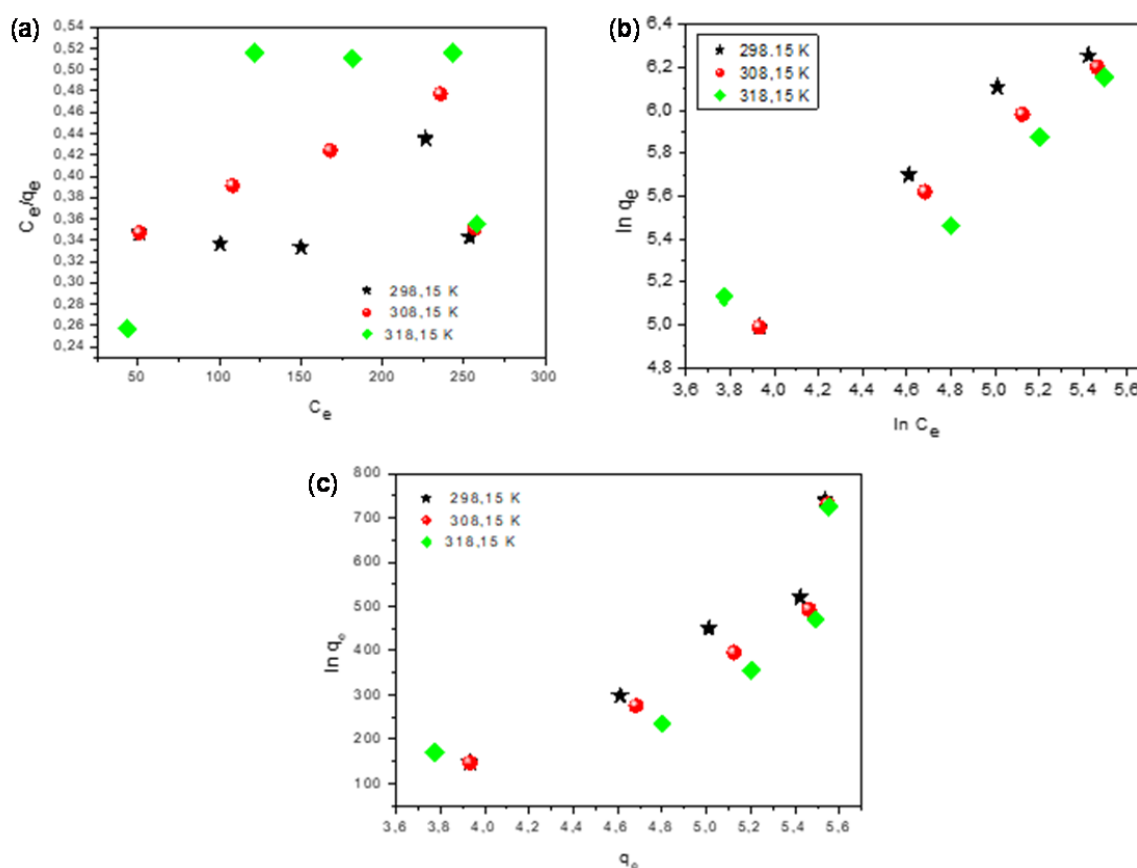 (a)
0,54
0,52
0,50
0,48
0,46
0,44
0,42
0,40
0,38
0,36
0,34
0,32
0,30
0,28
0,26
0,24
Ce/qe
298,15 K
308,15 K
318,15 K
50 100 150 200 250 300
Ce
(b)
6,4
6,2
6,0
5,8
5,6
5,4
5,2
5,0
4,8
ln qe
298.15 K
308,15 K
318,15 K
3,6 3,8 4,0 4,2 4,4 4,6 4,8 5,0 5,2 5,4 5,6
ln Ce
(c)
800
700
600
500
400
300
200
100
ln qe
298,15 K
308,15 K
318,15 K
3,6 3,8 4,0 4,2 4,4 4,6 4,8 5,0 5,2 5,4 5,6
qe